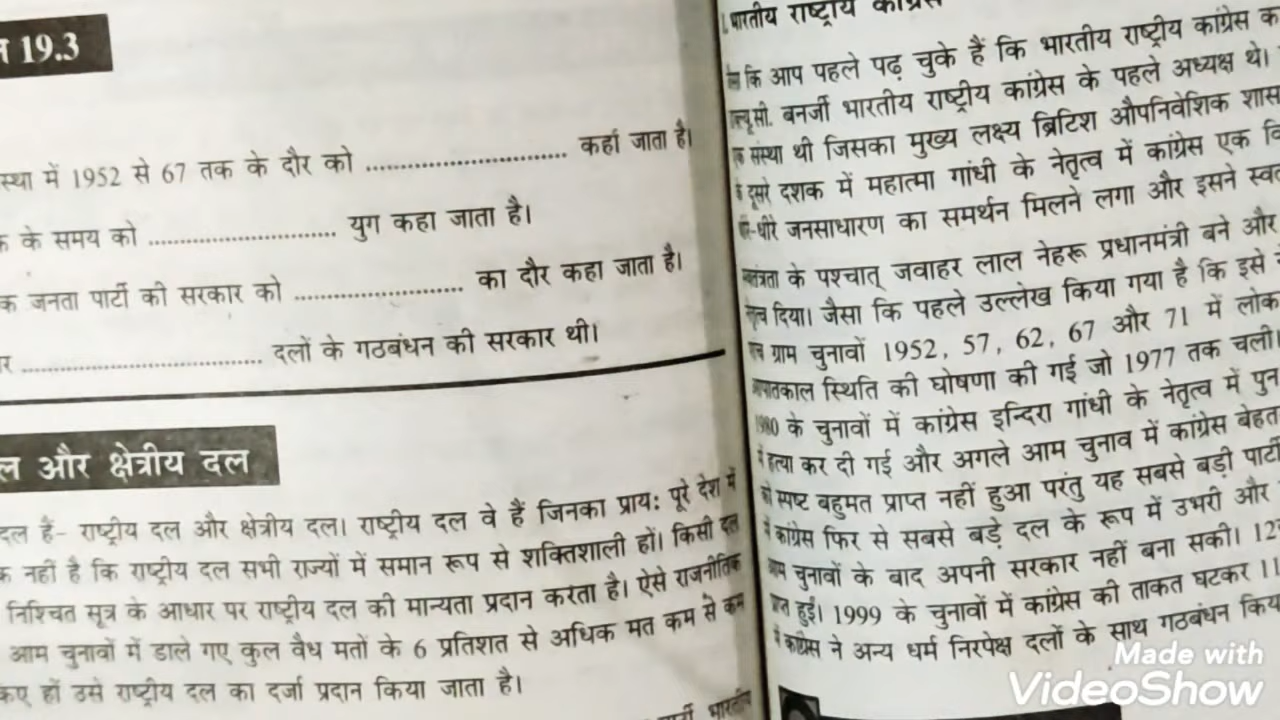 19.3
स्था में 1952 से 67 तक के दौर को .............................. कहा जाता है।
के समय को ............................ युग कहा जाता है।
जनता पार्टी की सरकार को ......................... का दौर कहा जाता है।
.................................... दलों के गठबंधन की सरकार थी।
और क्षेत्रीय दल
दल हैं- राष्ट्रीय दल और क्षेत्रीय दल। राष्ट्रीय दल वे हैं जिनका प्राय: पूरे देश में
नहीं है कि राष्ट्रीय दल सभी राज्यों में समान रूप से शक्तिशाली हों। किसी दल
निश्चित सूत्र के आधार पर राष्ट्रीय दल की मान्यता प्रदान करता है। ऐसे राजनीतिक
आम चुनावों में डाले गए कुल वैध मतों के 6 प्रतिशत से अधिक मत कम से कम
हों उसे राष्ट्रीय दल का दर्जा प्रदान किया जाता है।
भारतीय राष्ट्रीय कांग्रेस
कि आप पहले पढ़ चुके हैं कि भारतीय राष्ट्रीय कांग्रेस
बनर्जी भारतीय राष्ट्रीय कांग्रेस के पहले अध्यक्ष थे।
संस्था थी जिसका मुख्य लक्ष्य ब्रिटिश औपनिवेशिक
दूसरे दशक में महात्मा गांधी के नेतृत्व में कांग्रेस एक
धीरे जनसाधारण का समर्थन मिलने लगा और इसने
के पश्चात् जवाहर लाल नेहरू प्रधानमंत्री बने और
दिया। जैसा कि पहले उल्लेख किया गया है कि इसे
ग्राम चुनावों 1952, 57, 62, 67 और 71 में लोक
स्थिति की घोषणा की गई जो 1977 तक चली।
1980 के चुनावों में कांग्रेस इन्दिरा गांधी के नेतृत्व में
हत्या कर दी गई और अगले आम चुनाव में कांग्रेस
स्पष्ट बहुमत प्राप्त नहीं हुआ परंतु यह सबसे बड़ी पार्टी
कांग्रेस फिर से सबसे बड़े दल के रूप में उभरी और
चुनावों के बाद अपनी सरकार नहीं बना सकी।
हुई। 1999 के चुनावों में कांग्रेस की ताकत घटकर
कांग्रेस ने अन्य धर्म निरपेक्ष दलों के साथ गठबंधन
Made with
VideoShow